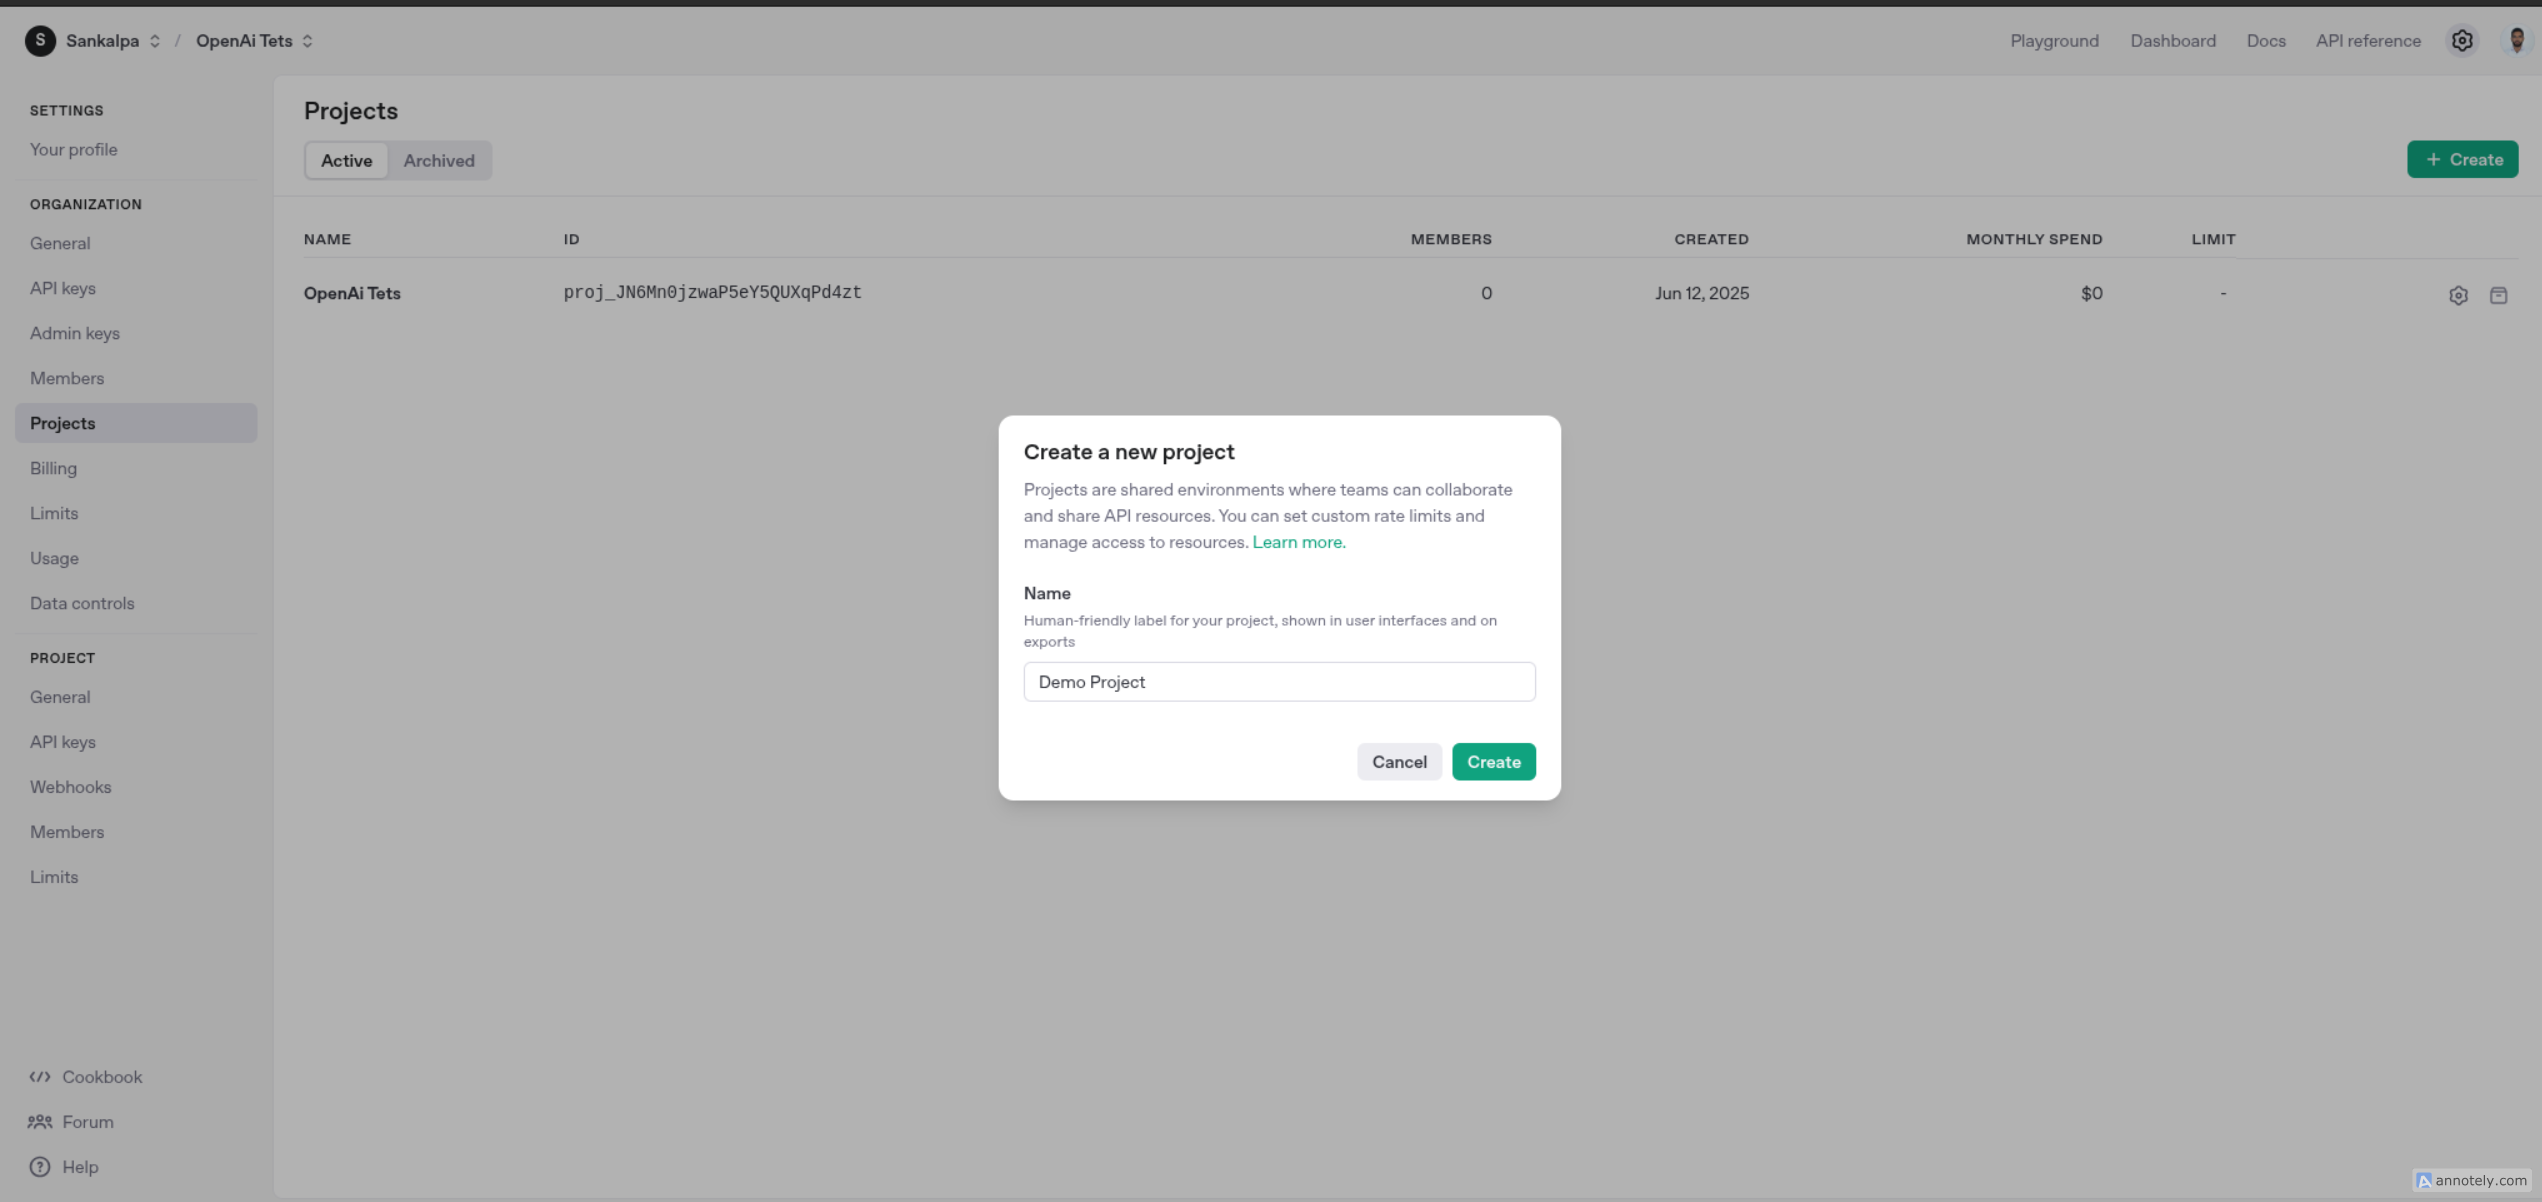 S Sankalpa / OpenAi Tets
Playground Dashboard Docs API reference
SETTINGS
Your profile
ORGANIZATION
General
API keys
Admin keys
Members
Projects
Billing
Limits
Usage
Data controls
PROJECT
General
API keys
Webhooks
Members
Limits
Cookbook
Forum
Help
Projects
Active Archived
+ Create
NAME ID MEMBERS CREATED MONTHLY SPEND LIMIT
OpenAi Tets proj_JN6Mn0jzwaP5eY5QUXqPd4zt 0 Jun 12, 2025 $0 -
Create a new project
Projects are shared environments where teams can collaborate
and share API resources. You can set custom rate limits and
manage access to resources. Learn more.
Name
Human-friendly label for your project, shown in user interfaces and on
exports
Demo Project
Cancel Create
annotely.com